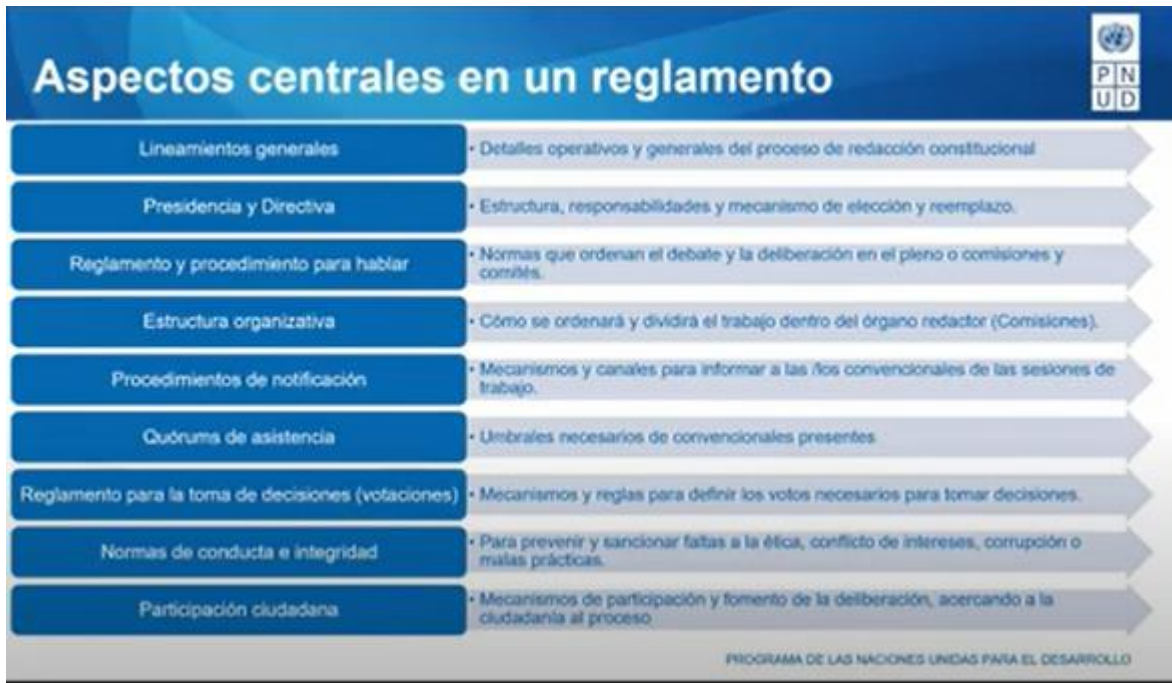 Aspectos centrales en un reglamento
P N
U D
Lineamientos generales
• Detalles operativos y generales del proceso de redacción constitucional
Presidencia y Directiva
• Estructura, responsabilidades y mecanismo de elección y reemplazo.
Reglamento y procedimiento para hablar
• Normas que ordenan el debate y la deliberación en el pleno o comisiones y
comités.
Estructura organizativa
• Cómo se ordenará y dividirá el trabajo dentro del órgano redactor (Comisiones).
Procedimientos de notificación
• Mecanismos y canales para informar a las /los convencionales de las sesiones de
trabajo.
Quórums de asistencia
• Umbrales necesarios de convencionales presentes
Reglamento para la toma de decisiones (votaciones)
• Mecanismos y reglas para definir los votos necesarios para tomar decisiones.
Normas de conducta e integridad
• Para prevenir y sancionar faltas a la ética, conflicto de intereses, corrupción o
malas prácticas.
Participación ciudadana
• Mecanismos de participación y fomento de la deliberación, acercando a la
ciudadanía al proceso
PROGRAMA DE LAS NACIONES UNIDAS PARA EL DESARROLLO